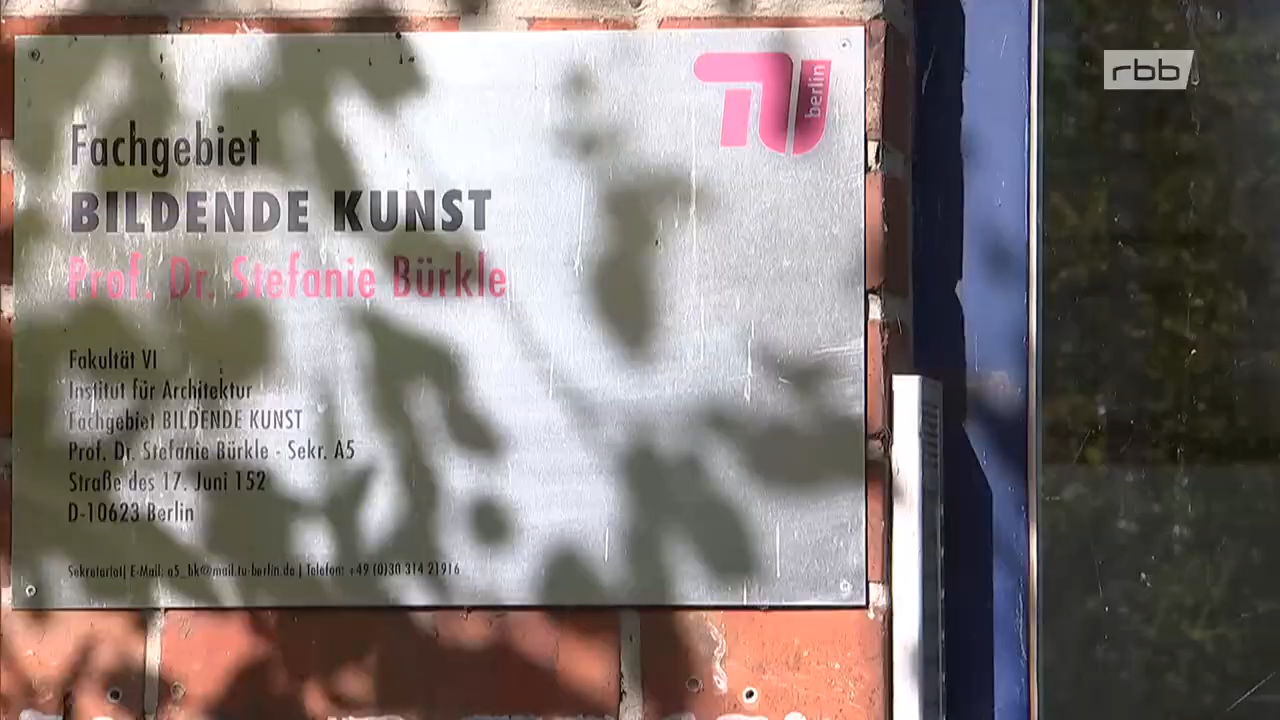 rbb
TU berlin
Fachgebiet
BILDENDE KUNST
Prof. Dr. Stefanie Bürkle
Fakultät VI
Institut für Architektur
Fachgebiet BILDENDE KUNST
Prof. Dr. Stefanie Bürkle - Sekr. A5
Straße des 17. Juni 152
D-10623 Berlin
Sekretariat| E-Mail: a5_bk@mail.tu-berlin.de | Telefon: +49 (0)30 314 21916